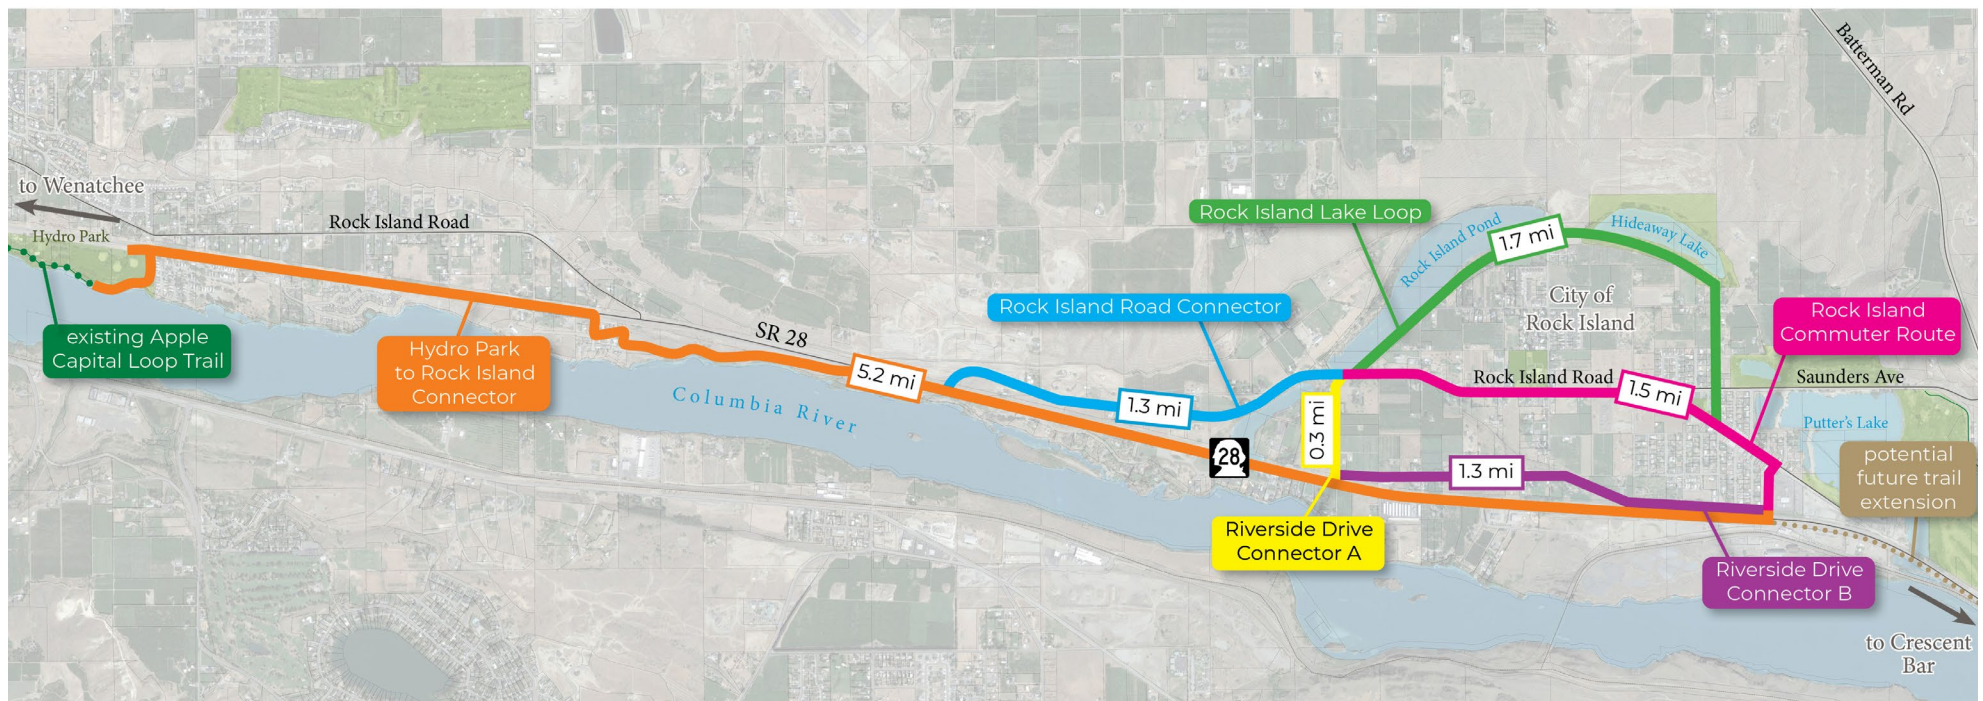 Batterman Rd
to Wenatchee
Rock Island Road
Hydro Park
existing Apple
Capital Loop Trail
Hydro Park
to Rock Island
Connector
SR 28
5.2 mi
Columbia River
Rock Island Road Connector
1.3 mi
28
Rock Island Lake Loop
Rock Island Pond
1.7 mi
Hideaway Lake
City of
Rock Island
Rock Island
Commuter Route
Rock Island Road
1.5 mi
Saunders Ave
Putter's Lake
0.3 mi
1.3 mi
Riverside Drive
Connector A
Riverside Drive
Connector B
potential
future trail
extension
to Crescent
Bar